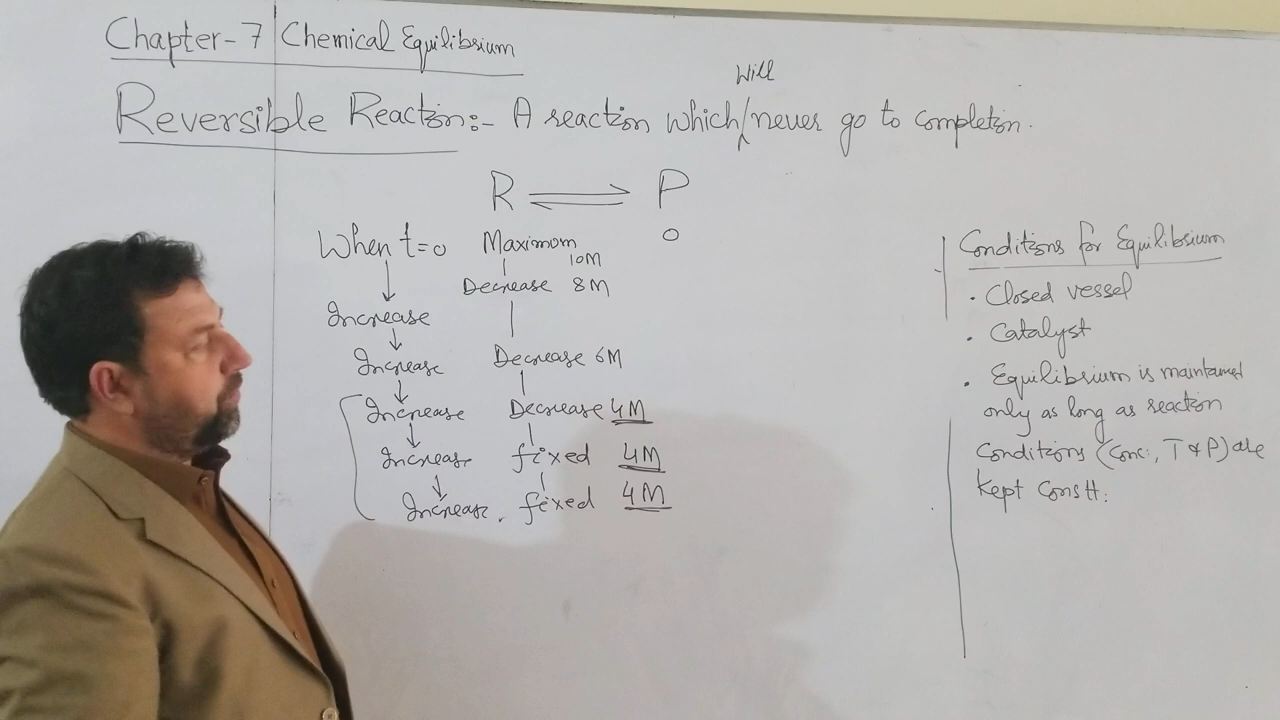 Chapter-7 Chemical Equilibrium
Will
Reversible Reaction:- A reaction which never go to completion.
R ⇌ P
When t=0 Maximum 0
10M
Decrease 8M
Increase
Increase Decrease 6M
Increase Decrease 4M
Increase fixed 4M
Increase. fixed 4M
Conditions for Equilibrium
· Closed vessel
· Catalyst
· Equilibrium is maintained
only as long as reaction
Conditions (Conc:, T & P) are
Kept Constt: